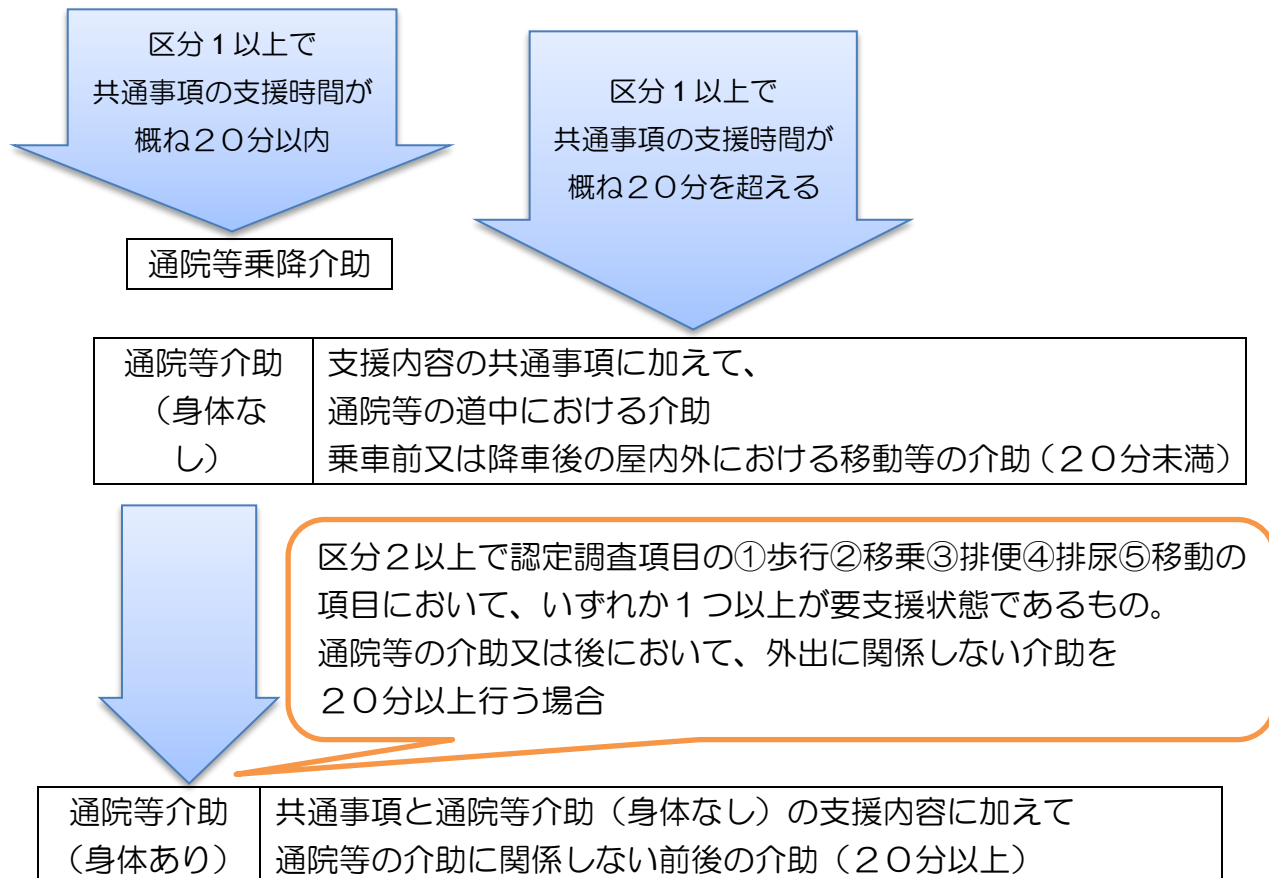 区分1以上で
共通事項の支援時間が
概ね20分以内
区分1以上で
共通事項の支援時間が
概ね20分を超える
通院等乗降介助
通院等介助
（身体な
し）
支援内容の共通事項に加えて、
通院等の道中における介助
乗車前又は降車後の屋内外における移動等の介助（20分未満）
区分2以上で認定調査項目の①歩行②移乗③排便④排尿⑤移動の
項目において、いずれか1つ以上が要支援状態であるもの。
通院等の介助又は後において、外出に関係しない介助を
20分以上行う場合
通院等介助
（身体あり）
共通事項と通院等介助（身体なし）の支援内容に加えて
通院等の介助に関係しない前後の介助（20分以上）